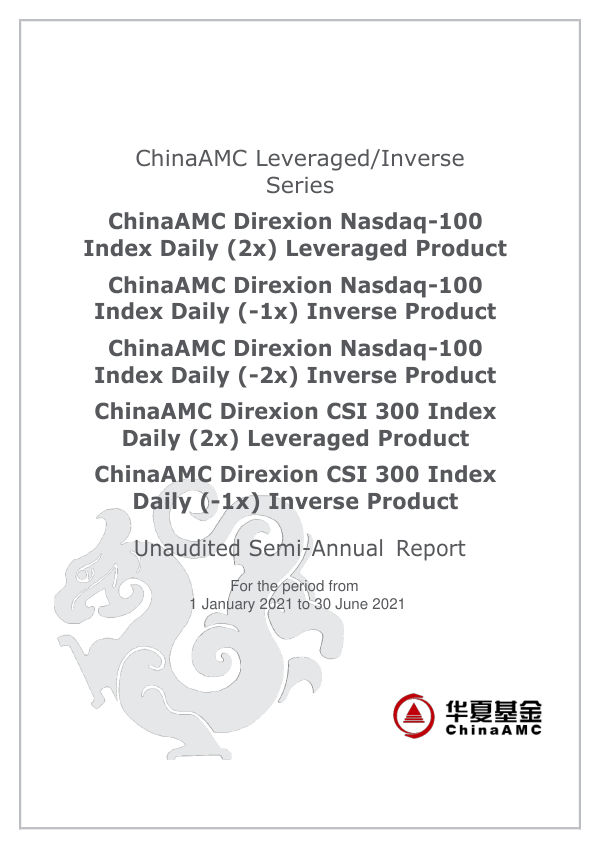 ChinaAMC Leveraged/Inverse
Series
ChinaAMC Direxion Nasdaq-100
Index Daily (2x) Leveraged Product
ChinaAMC Direxion Nasdaq-100
Index Daily (-1x) Inverse Product
ChinaAMC Direxion Nasdaq-100
Index Daily (-2x) Inverse Product
ChinaAMC Direxion CSI 300 Index
Daily (2x) Leveraged Product
ChinaAMC Direxion CSI 300 Index
Daily (-1x) Inverse Product
Unaudited Semi-Annual Report
For the period from
1 January 2021 to 30 June 2021
华夏基金
ChinaAMC